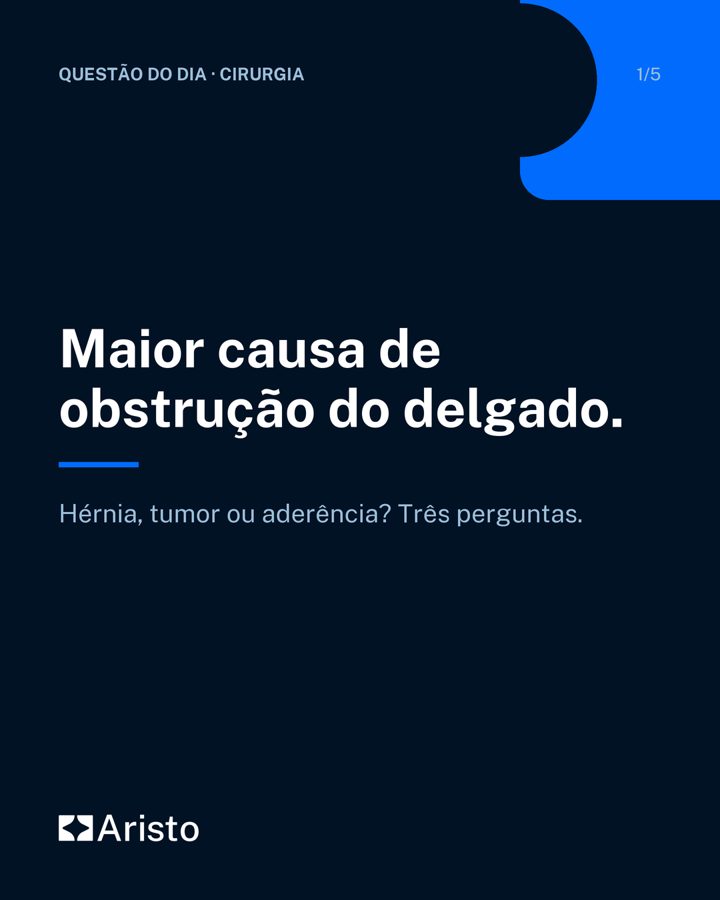 QUESTÃO DO DIA · CIRURGIA
1/5
Maior causa de
obstrução do delgado.
Hérnia, tumor ou aderência? Três perguntas.
Aristo